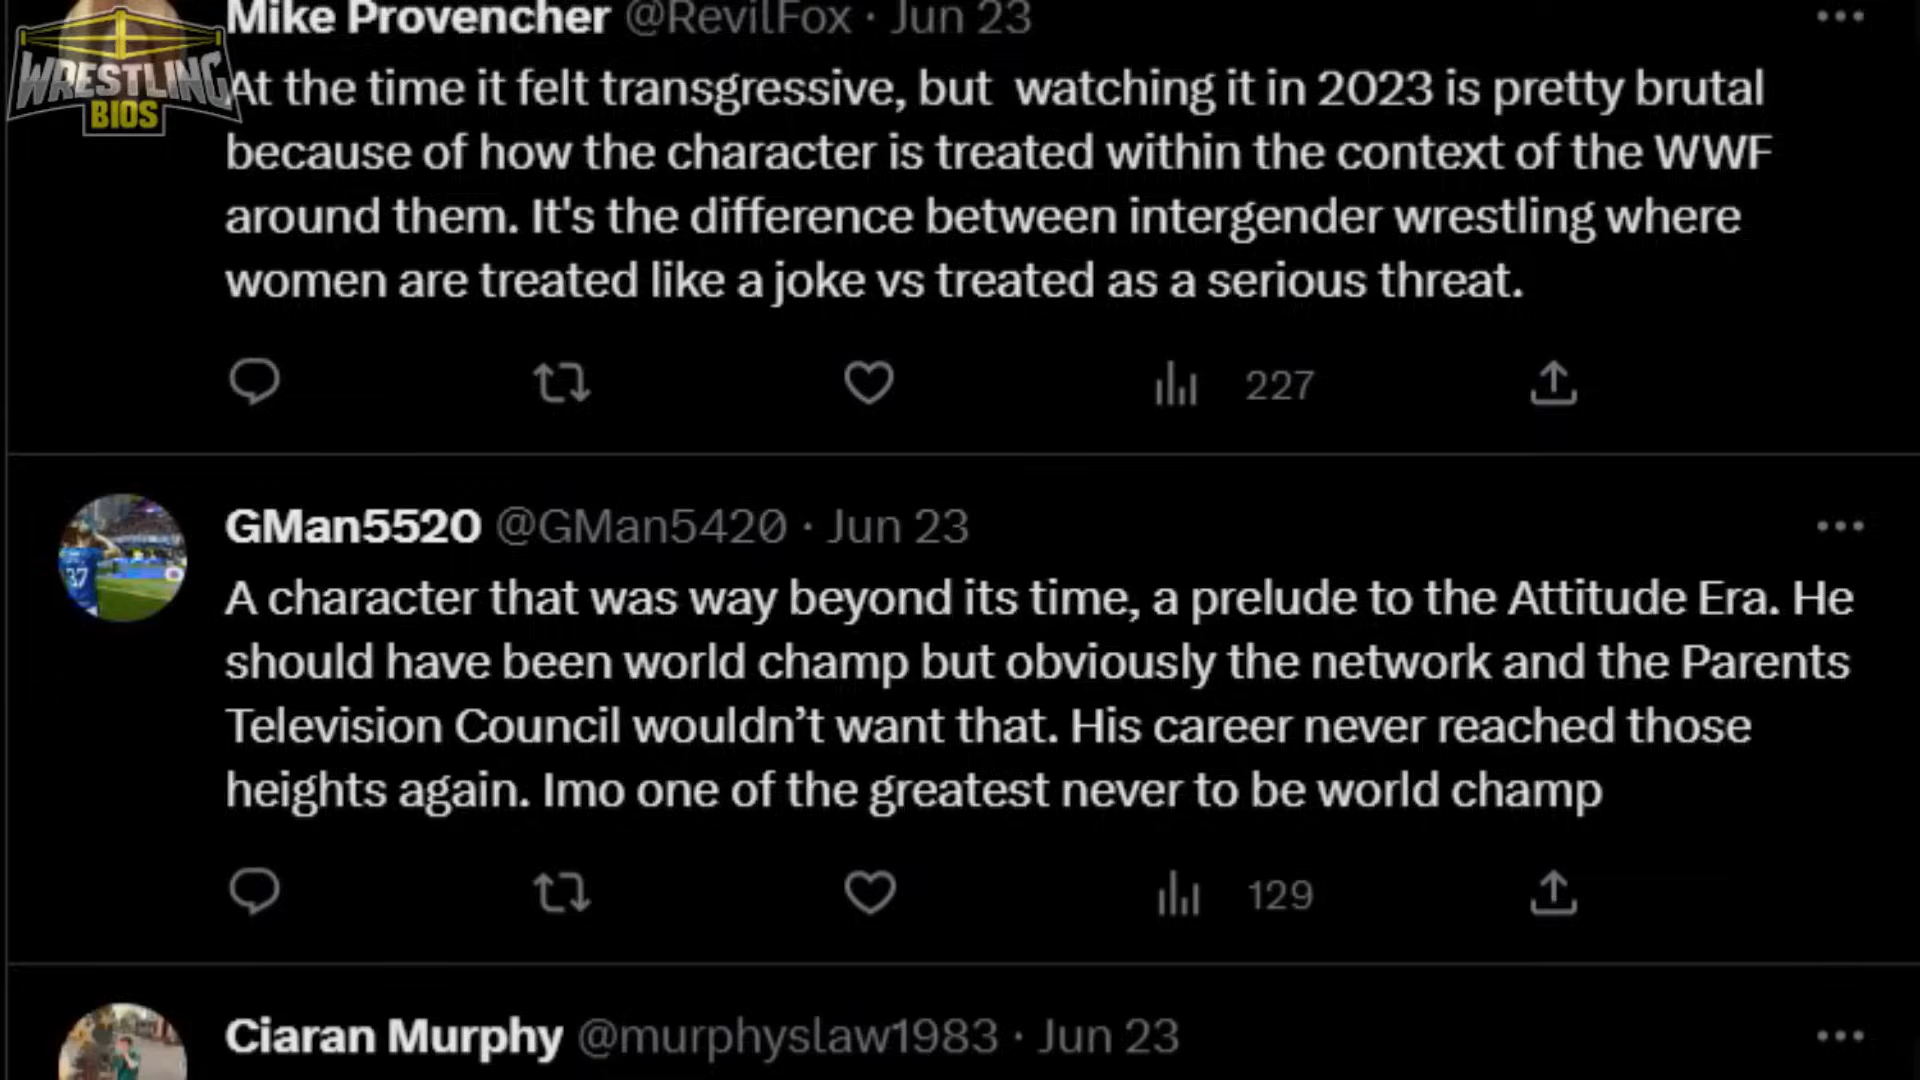 Mike Provencher @RevilFox · Jun 23
WRESTLING
BIOS
At the time it felt transgressive, but watching it in 2023 is pretty brutal
because of how the character is treated within the context of the WWF
around them. It's the difference between intergender wrestling where
women are treated like a joke vs treated as a serious threat.
227
GMan5520 @GMan5420 · Jun 23
A character that was way beyond its time, a prelude to the Attitude Era. He
should have been world champ but obviously the network and the Parents
Television Council wouldn’t want that. His career never reached those
heights again. Imo one of the greatest never to be world champ
37
129
Ciaran Murphy @murphyslaw1983 · Jun 23